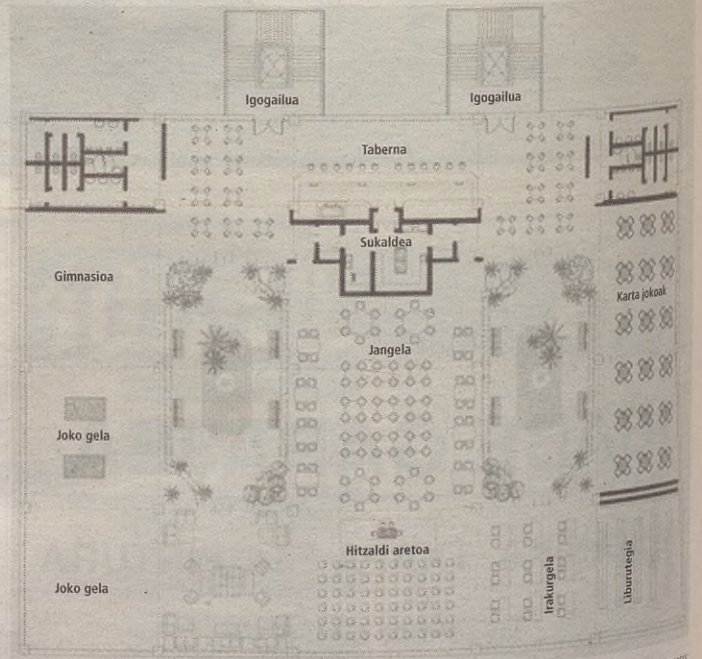 Igogailua
Igogailua
Taberna
Sukaldea
Gimnasioa
Karta jokoak
Jangela
Joko gela
Hitzaldi aretoa
Joko gela
Irakurgela
Liburutegia